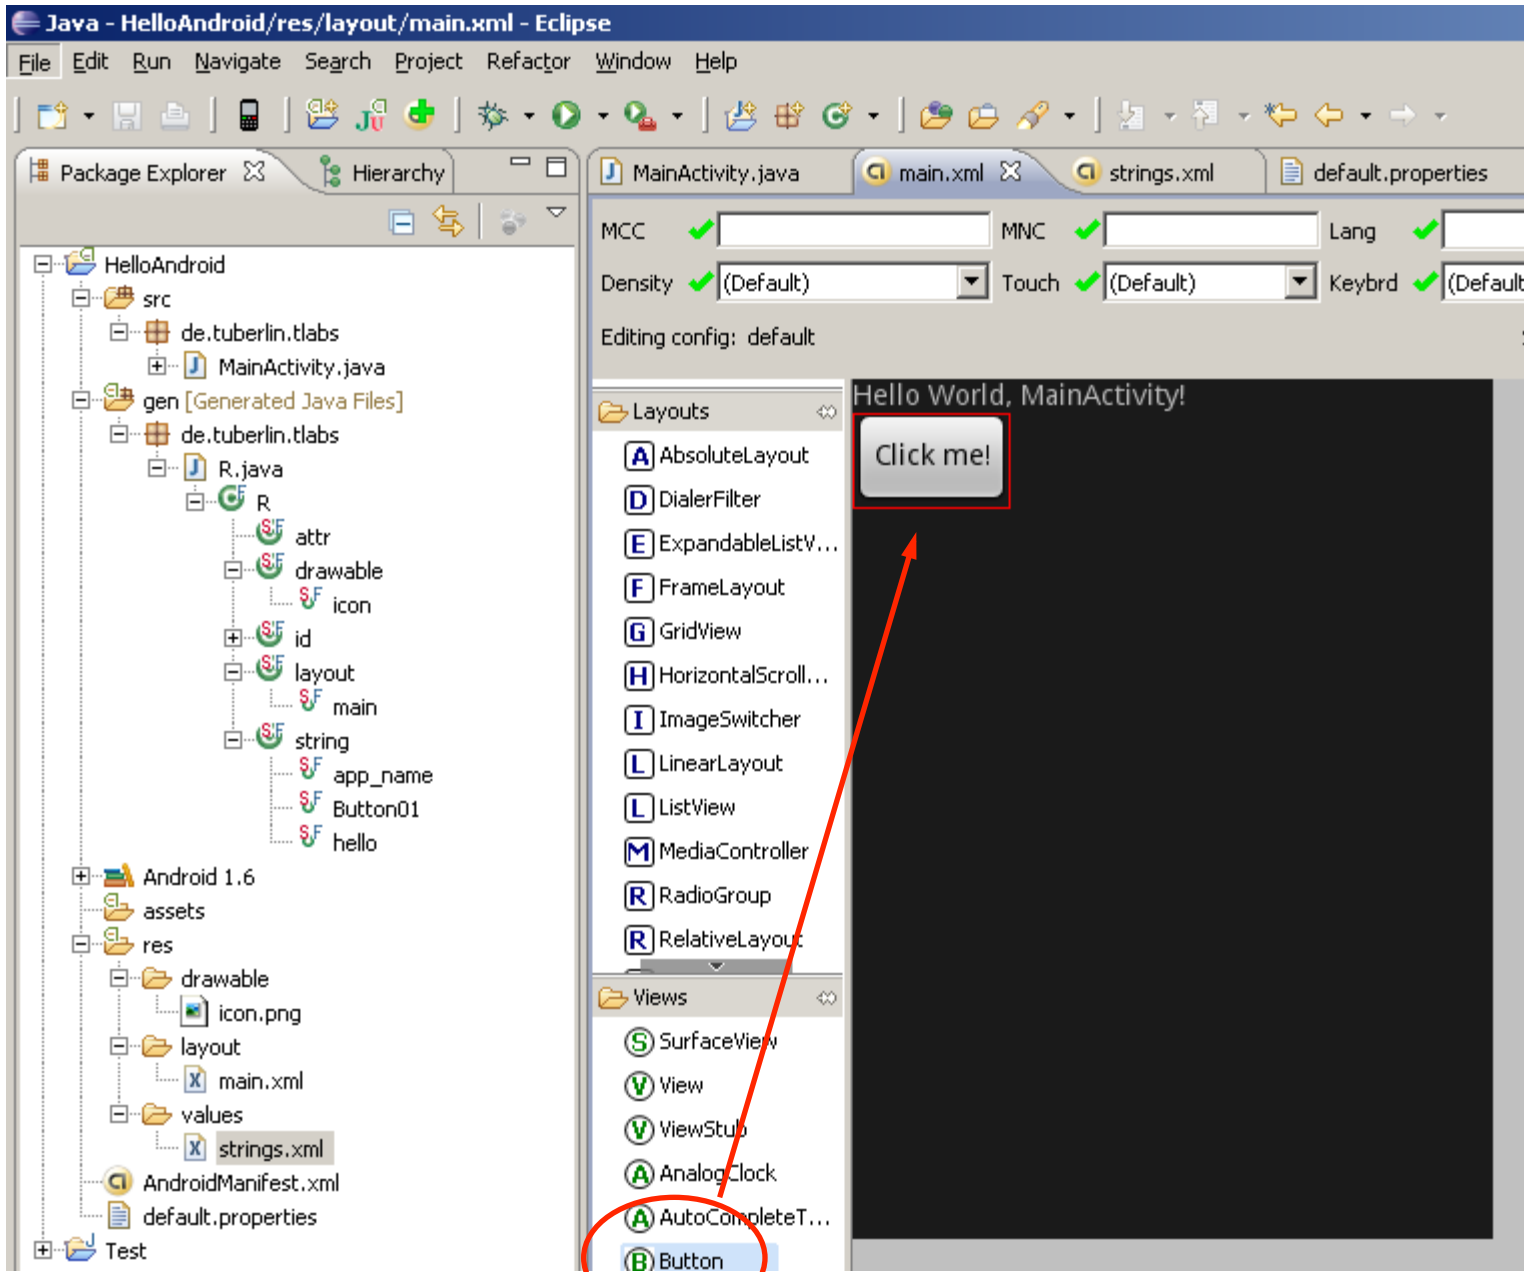 Java - HelloAndroid/res/layout/main.xml - Eclipse
File Edit Run Navigate Search Project Refactor Window Help
Package Explorer Hierarchy
MainActivity.java main.xml strings.xml default.properties
MCC MNC Lang
Density (Default) Touch (Default) Keybrd (Default
Editing config: default
HelloAndroid
src
de.tuberlin.tlabs
MainActivity.java
gen [Generated Java Files]
de.tuberlin.tlabs
R.java
R
attr
drawable
icon
id
layout
main
string
app_name
Button01
hello
Android 1.6
assets
res
drawable
icon.png
layout
main.xml
values
strings.xml
AndroidManifest.xml
default.properties
Test
Layouts
AbsoluteLayout
DialerFilter
ExpandableListV...
FrameLayout
GridView
HorizontalScroll...
ImageSwitcher
LinearLayout
ListView
MediaController
RadioGroup
RelativeLayout
Views
SurfaceView
View
ViewStub
AnalogClock
AutoCompleteT...
Button
Hello World, MainActivity!
Click me!